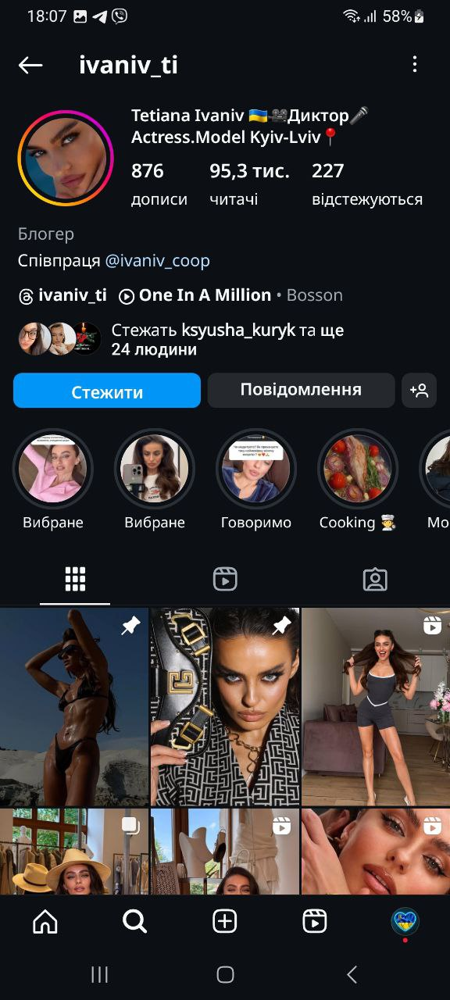 18:07 58%
ivaniv_ti
Tetiana Ivaniv 🇺🇦🎥Диктор🎤
Actress.Model Kyiv-Lviv📍
876 95,3 тис. 227
дописи читачі відстежуються
Блогер
Співпраця @ivaniv_coop
ivaniv_ti One In A Million • Bosson
Стежать ksyusha_kuryk та ще
24 людини
Стежити Повідомлення
Вибране Вибране Говоримо Cooking 👨‍🍳 Mo